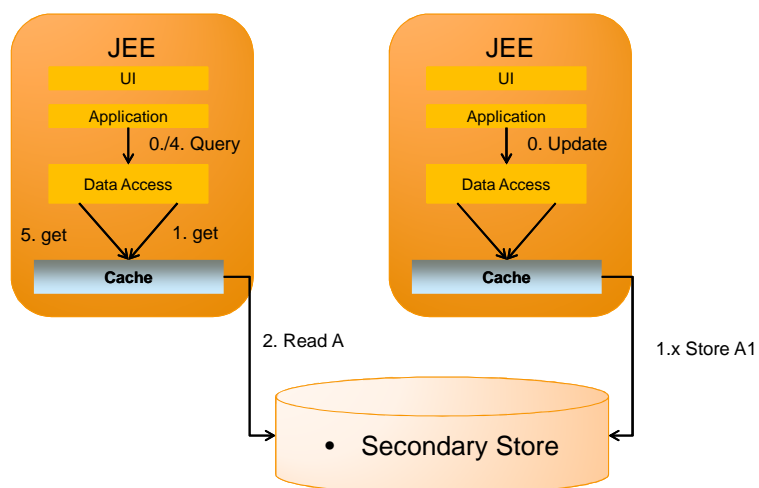 JEE
UI
Application
0./4. Query
Data Access
5. get
1. get
Cache
2. Read A
JEE
UI
Application
0. Update
Data Access
Cache
1.x Store A1
• Secondary Store